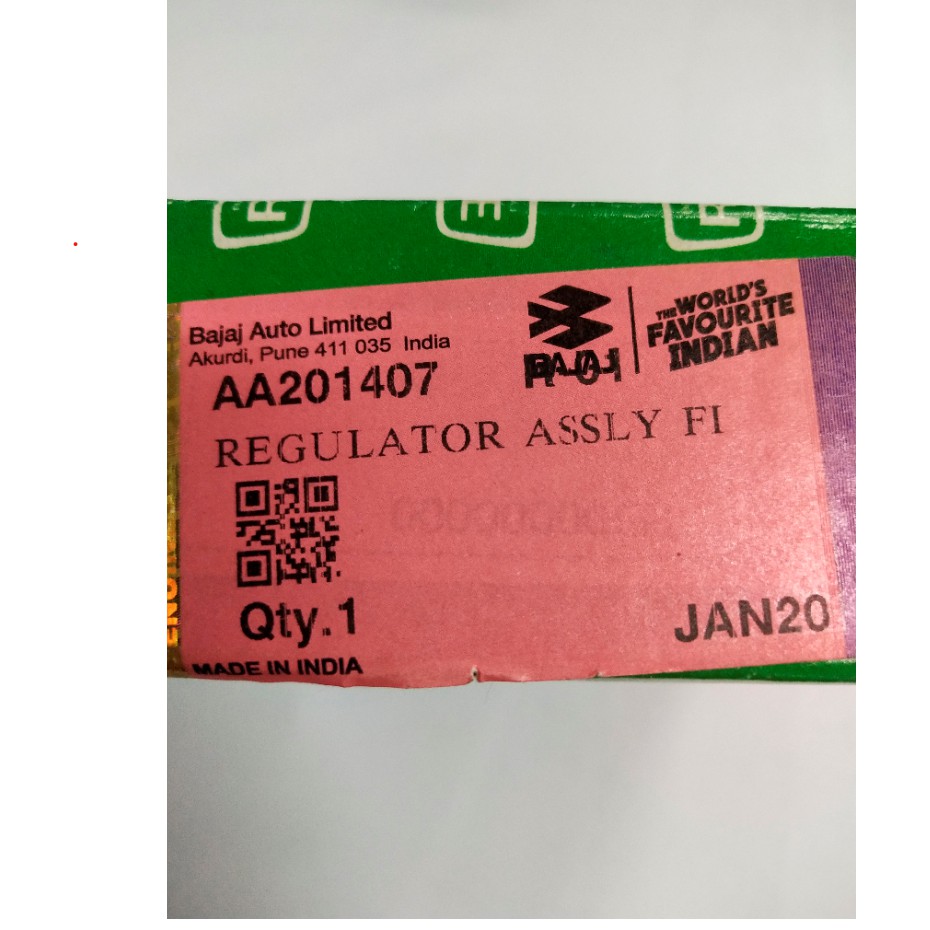 R E R
Bajaj Auto Limited
Akurdi, Pune 411 035 India
AA201407
BAJAJ
THE WORLD'S
FAVOURITE
INDIAN
REGULATOR ASSLY FI
Qty.1
JAN20
MADE IN INDIA